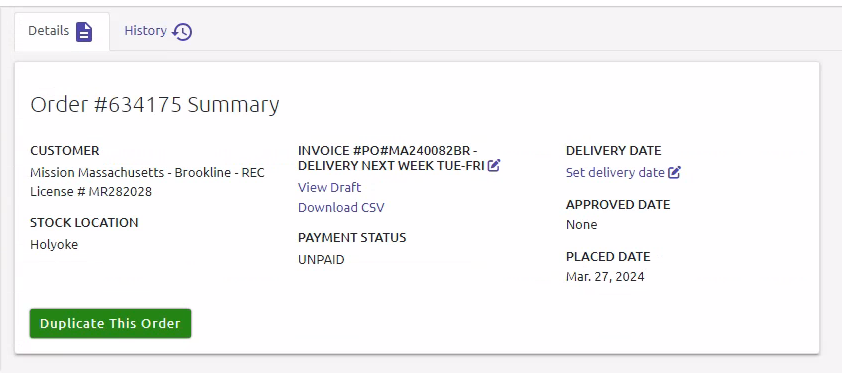 Details
History
Order #634175 Summary
CUSTOMER
Mission Massachusetts - Brookline - REC
License # MR282028
STOCK LOCATION
Holyoke
INVOICE #PO#MA240082BR -
DELIVERY NEXT WEEK TUE-FRI
View Draft
Download CSV
PAYMENT STATUS
UNPAID
DELIVERY DATE
Set delivery date
APPROVED DATE
None
PLACED DATE
Mar. 27, 2024
Duplicate This Order